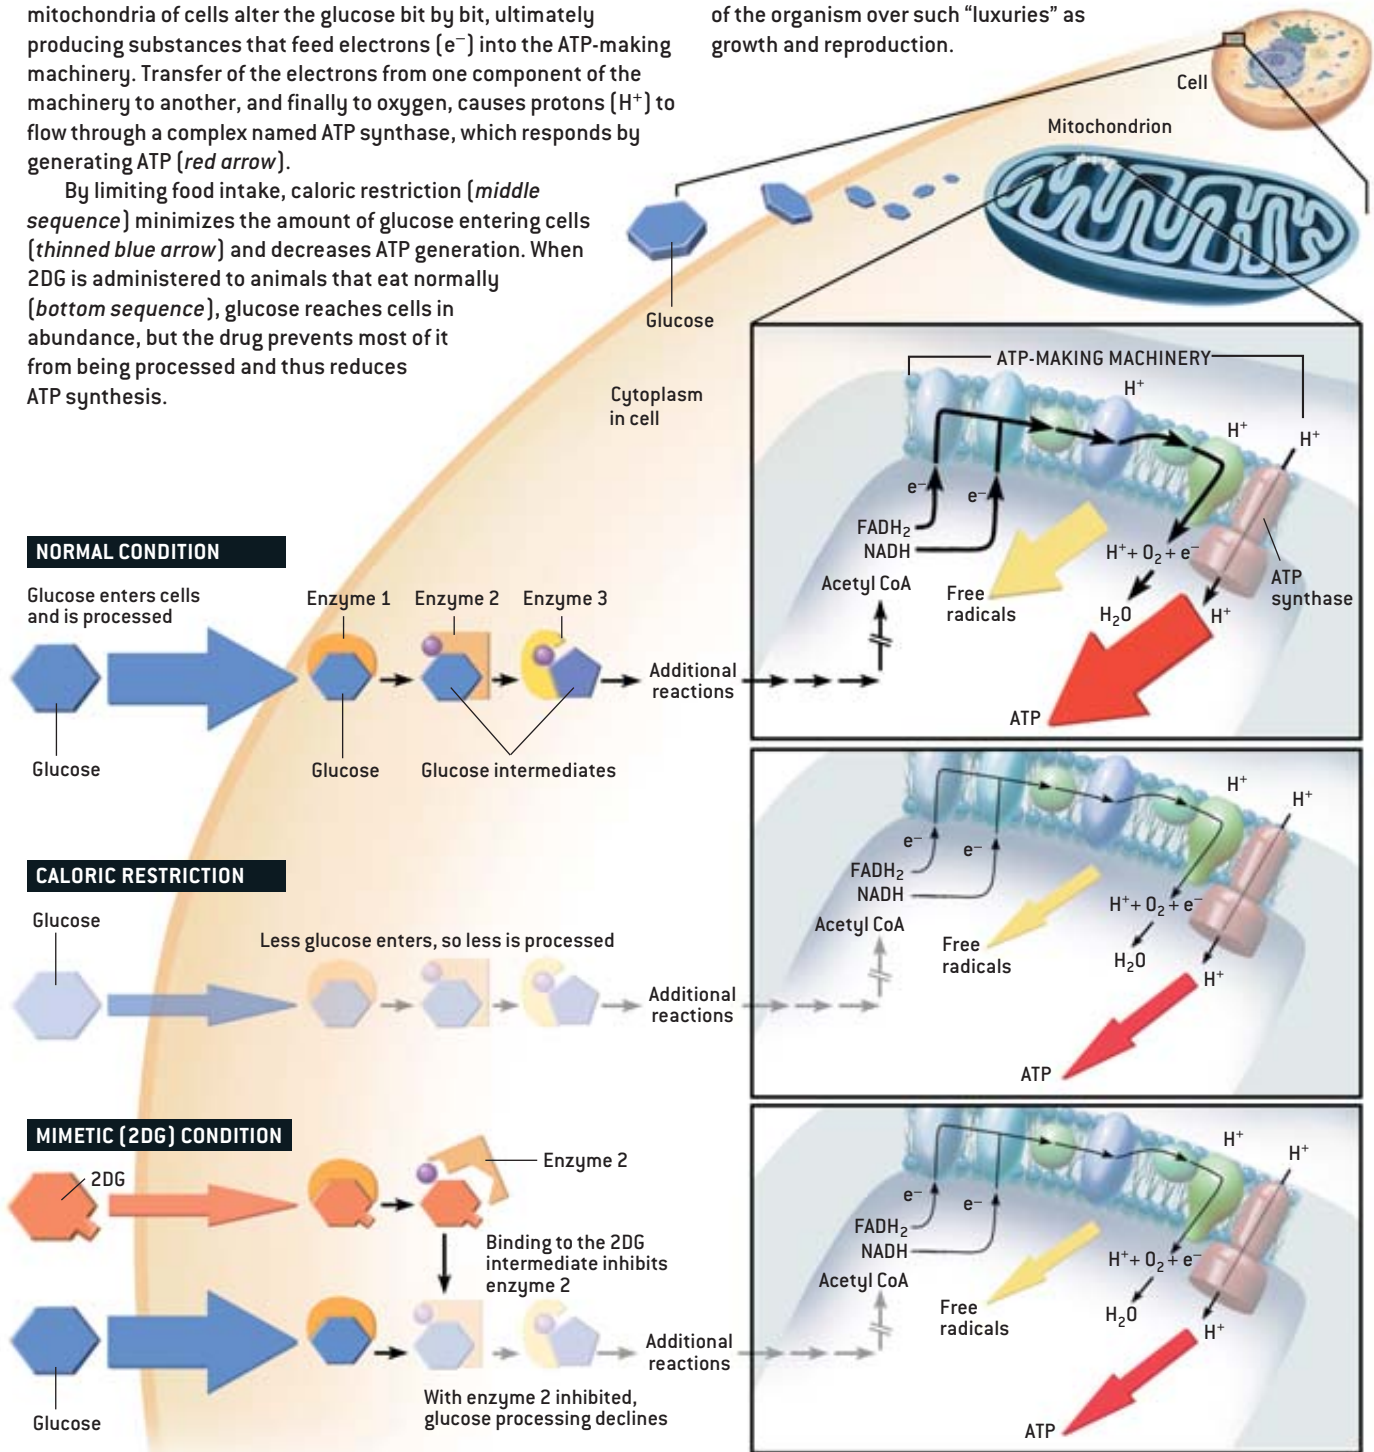 mitochondria of cells alter the glucose bit by bit, ultimately
producing substances that feed electrons (e⁻) into the ATP-making
machinery. Transfer of the electrons from one component of the
machinery to another, and finally to oxygen, causes protons (H⁺) to
flow through a complex named ATP synthase, which responds by
generating ATP (red arrow).
By limiting food intake, caloric restriction (middle
sequence) minimizes the amount of glucose entering cells
(thinned blue arrow) and decreases ATP generation. When
2DG is administered to animals that eat normally
(bottom sequence), glucose reaches cells in
abundance, but the drug prevents most of it
from being processed and thus reduces
ATP synthesis.
of the organism over such “luxuries” as
growth and reproduction.
Cell
Mitochondrion
Glucose
Cytoplasm
in cell
ATP-MAKING MACHINERY
H⁺
H⁺
H⁺
e⁻
e⁻
FADH₂
NADH
Acetyl CoA
Free
radicals
H⁺ + O₂ + e⁻
H₂O
H⁺
ATP
synthase
ATP
NORMAL CONDITION
Glucose enters cells
and is processed
Enzyme 1
Enzyme 2
Enzyme 3
Additional
reactions
Glucose
Glucose
Glucose intermediates
CALORIC RESTRICTION
Glucose
Less glucose enters, so less is processed
Additional
reactions
H⁺
H⁺
e⁻
e⁻
FADH₂
NADH
Acetyl CoA
Free
radicals
H⁺ + O₂ + e⁻
H₂O
H⁺
ATP
MIMETIC (2DG) CONDITION
2DG
Enzyme 2
Binding to the 2DG
intermediate inhibits
enzyme 2
Additional
reactions
With enzyme 2 inhibited,
glucose processing declines
Glucose
H⁺
H⁺
e⁻
e⁻
FADH₂
NADH
Acetyl CoA
Free
radicals
H⁺ + O₂ + e⁻
H₂O
H⁺
ATP